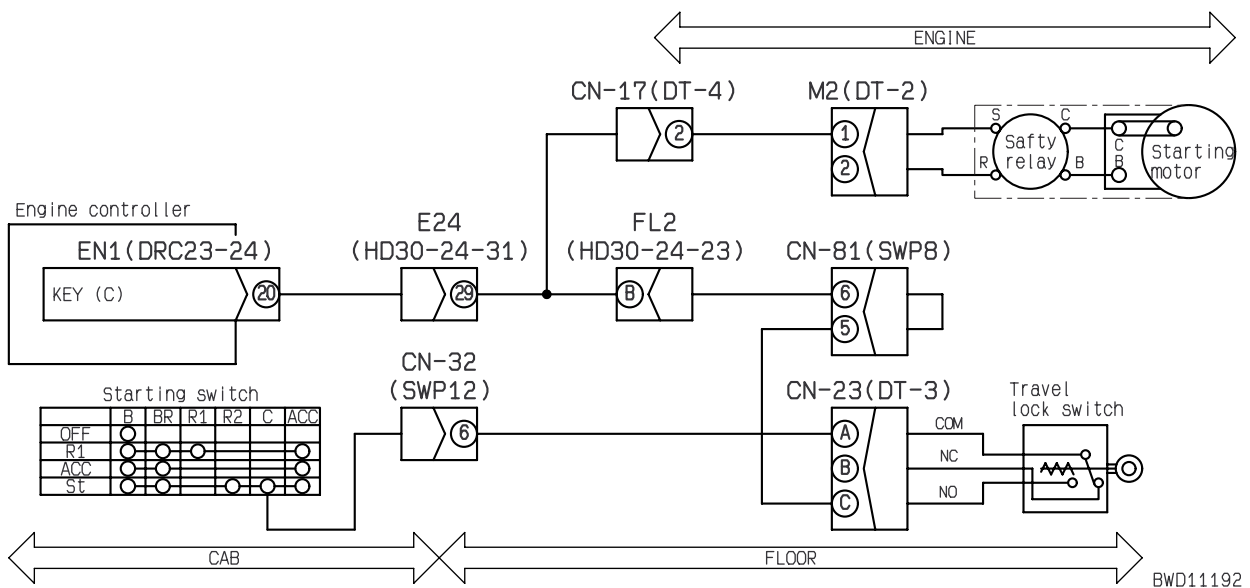 ENGINE
CN-17(DT-4)
M2(DT-2)
2
1
2
S
C
R
B
Safty
relay
C
B
Starting
motor
Engine controller
EN1(DRC23-24)
KEY (C)
20
E24
(HD30-24-31)
29
FL2
(HD30-24-23)
B
CN-81(SWP8)
6
5
Starting switch
B BR R1 R2 C ACC
OFF
R1
ACC
St
CN-32
(SWP12)
6
CN-23(DT-3)
A
B
C
COM
NC
NO
Travel
lock switch
CAB
FLOOR
BWD11192